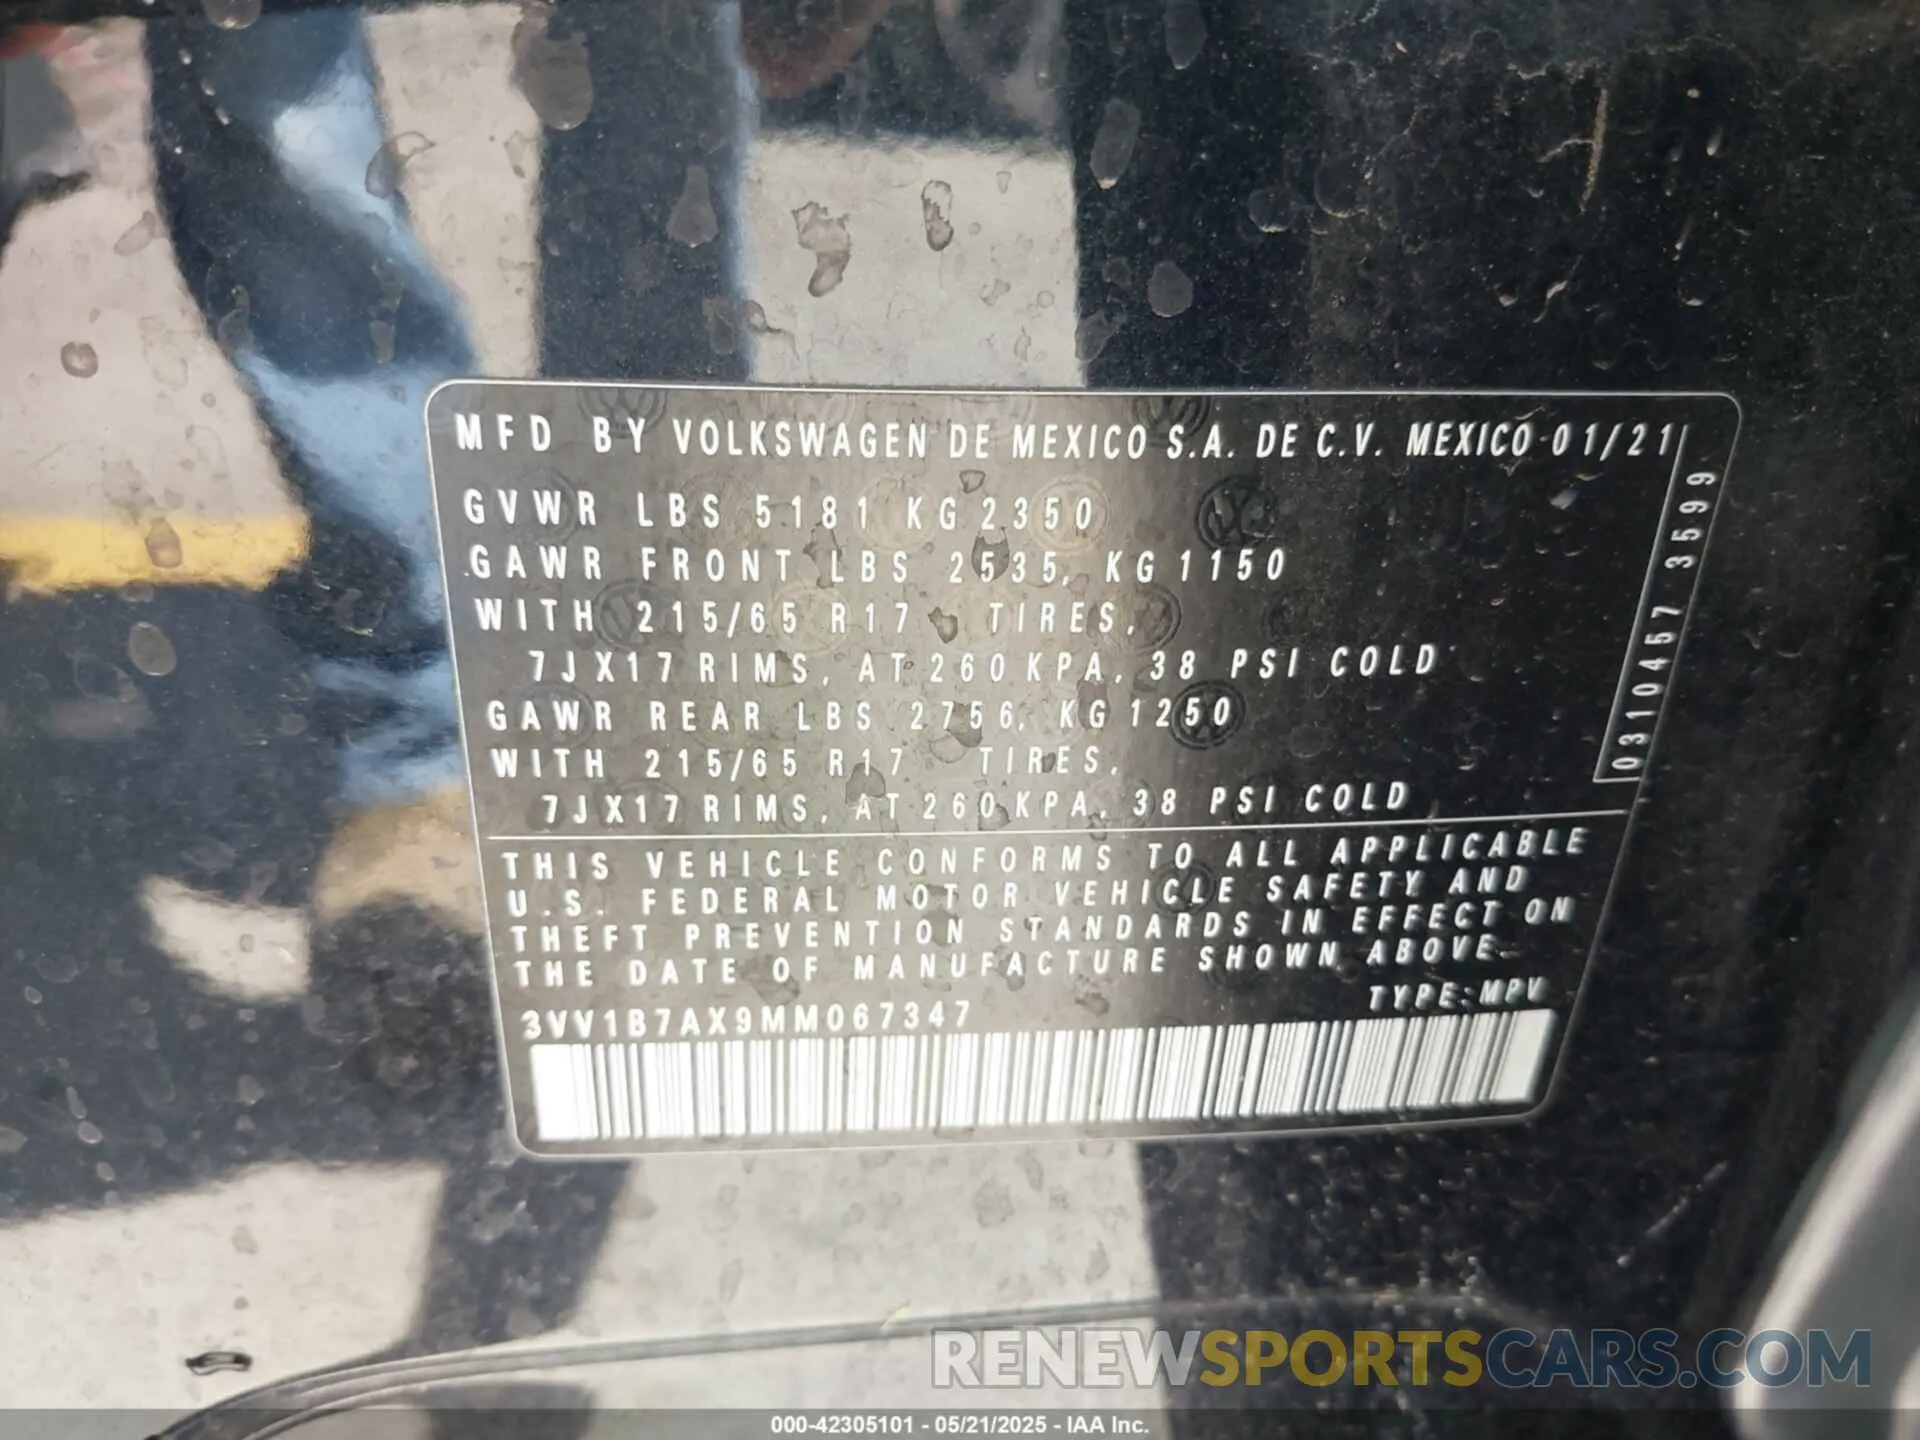 MFD BY VOLKSWAGEN DE MEXICO S.A. DE C.V. MEXICO 01/21
GVWR LBS 5181 KG 2350
GAWR FRONT LBS 2535, KG 1150
WITH 215/65 R17 TIRES,
7JX17 RIMS, AT 260 KPA, 38 PSI COLD
GAWR REAR LBS 2756, KG 1250
WITH 215/65 R17 TIRES,
7JX17 RIMS, AT 260 KPA, 38 PSI COLD
0310457 3599
THIS VEHICLE CONFORMS TO ALL APPLICABLE
U.S. FEDERAL MOTOR VEHICLE SAFETY AND
THEFT PREVENTION STANDARDS IN EFFECT ON
THE DATE OF MANUFACTURE SHOWN ABOVE.
TYPE: MPV
3VV1B7AX9MM067347
RENEWSPORTSCARS.COM
000-42305101 - 05/21/2025 - IAA Inc.